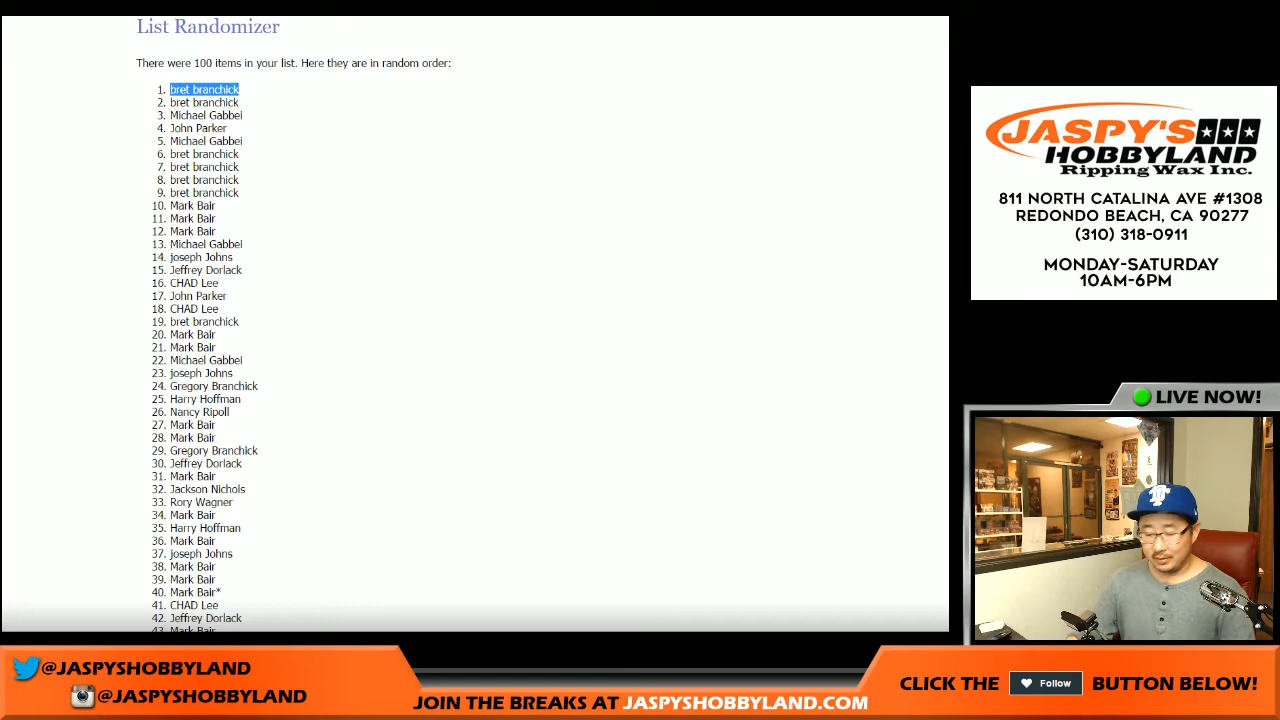 List Randomizer
There were 100 items in your list. Here they are in random order:
1. bret branchick
2. bret branchick
3. Michael Gabbei
4. John Parker
5. Michael Gabbei
6. bret branchick
7. bret branchick
8. bret branchick
9. bret branchick
10. Mark Bair
11. Mark Bair
12. Mark Bair
13. Michael Gabbei
14. joseph Johns
15. Jeffrey Dorlack
16. CHAD Lee
17. John Parker
18. CHAD Lee
19. bret branchick
20. Mark Bair
21. Mark Bair
22. Michael Gabbei
23. joseph Johns
24. Gregory Branchick
25. Harry Hoffman
26. Nancy Ripoll
27. Mark Bair
28. Mark Bair
29. Gregory Branchick
30. Jeffrey Dorlack
31. Mark Bair
32. Jackson Nichols
33. Rory Wagner
34. Mark Bair
35. Harry Hoffman
36. Mark Bair
37. joseph Johns
38. Mark Bair
39. Mark Bair
40. Mark Bair*
41. CHAD Lee
42. Jeffrey Dorlack
43. Mark Bair
JASPY'S
HOBBYLAND
Ripping Wax Inc.
811 NORTH CATALINA AVE #1308
REDONDO BEACH, CA 90277
(310) 318-0911
MONDAY-SATURDAY
10AM-6PM
LIVE NOW!
@JASPYSHOBBYLAND
@JASPYSHOBBYLAND
JOIN THE BREAKS AT JASPYSHOBBYLAND.COM
CLICK THE Follow BUTTON BELOW!